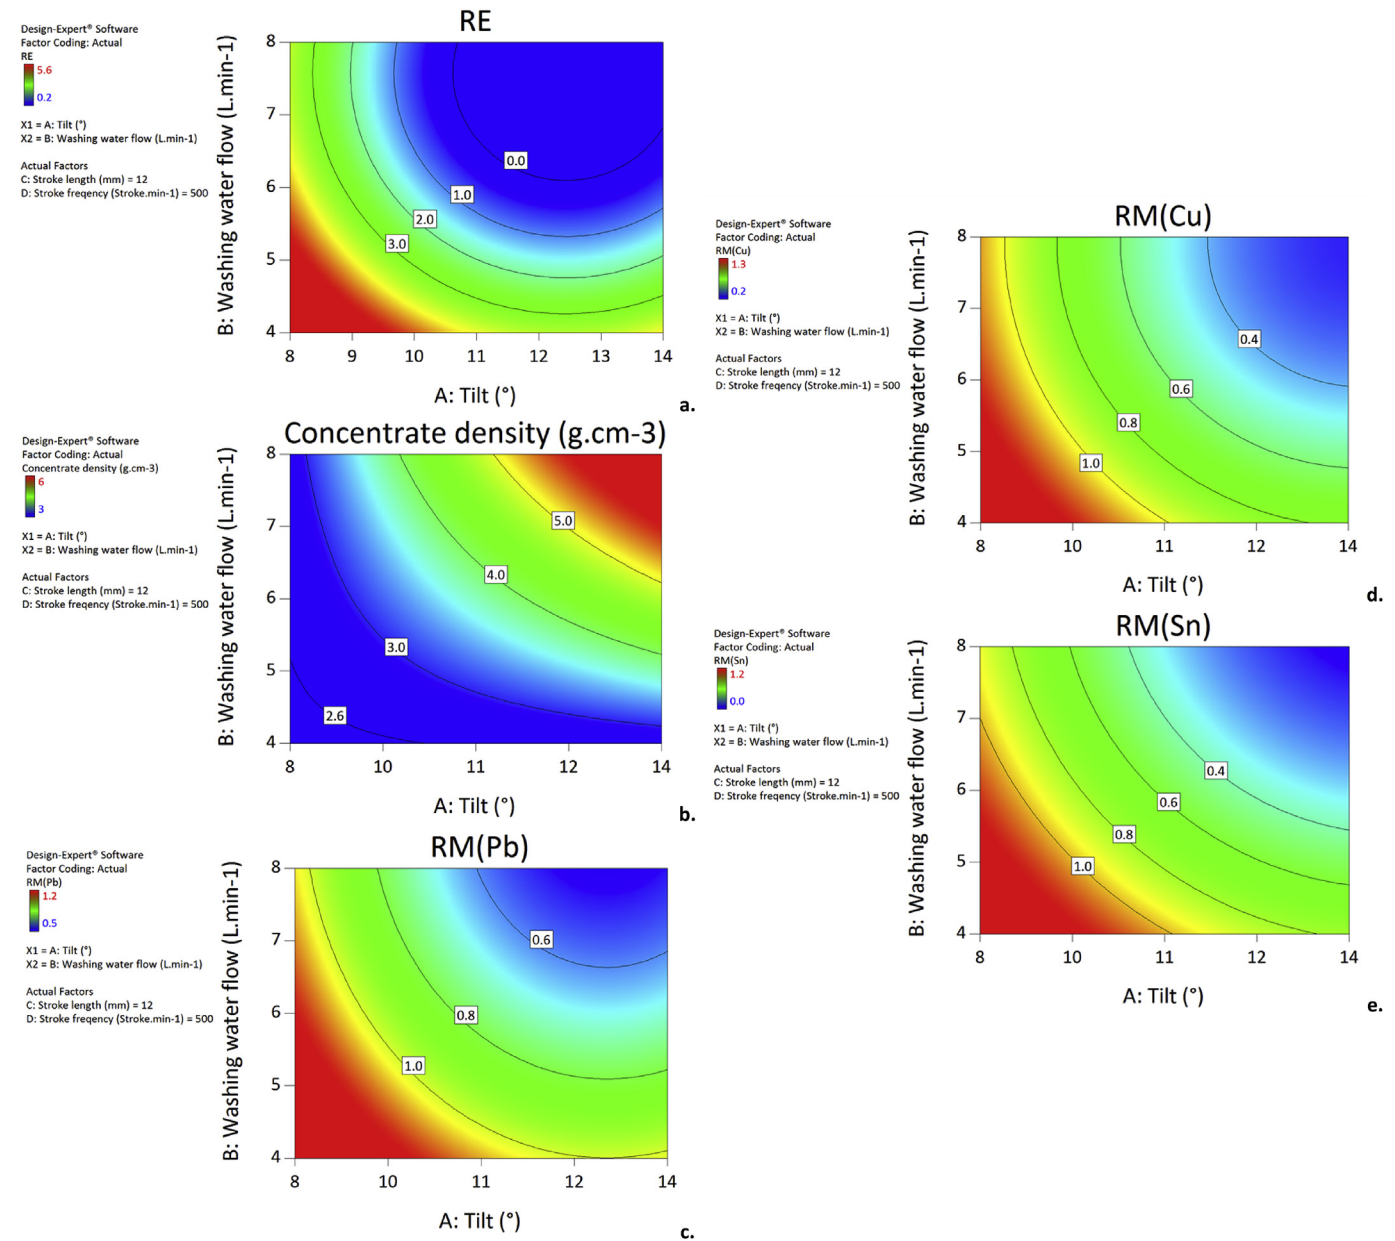 RE
Design-Expert® Software
Factor Coding: Actual
RE
5.6
0.2
X1 = A: Tilt (°)
X2 = B: Washing water flow (L.min-1)
Actual Factors
C: Stroke length (mm) = 12
D: Stroke freqency (Stroke.min-1) = 500
B: Washing water flow (L.min-1)
8
7
6
5
4
0.0
1.0
2.0
3.0
8 9 10 11 12 13 14
A: Tilt (°)
a.
Concentrate density (g.cm-3)
Design-Expert® Software
Factor Coding: Actual
Concentrate density (g.cm-3)
6
3
X1 = A: Tilt (°)
X2 = B: Washing water flow (L.min-1)
Actual Factors
C: Stroke length (mm) = 12
D: Stroke freqency (Stroke.min-1) = 500
B: Washing water flow (L.min-1)
8
7
6
5
4
5.0
4.0
3.0
2.6
8 10 11 12 14
A: Tilt (°)
b.
RM(Pb)
Design-Expert® Software
Factor Coding: Actual
RM(Pb)
1.2
0.5
X1 = A: Tilt (°)
X2 = B: Washing water flow (L.min-1)
Actual Factors
C: Stroke length (mm) = 12
D: Stroke freqency (Stroke.min-1) = 500
B: Washing water flow (L.min-1)
8
7
6
5
4
0.6
0.8
1.0
8 10 11 12 14
A: Tilt (°)
c.
RM(Cu)
Design-Expert® Software
Factor Coding: Actual
RM(Cu)
1.3
0.2
X1 = A: Tilt (°)
X2 = B: Washing water flow (L.min-1)
Actual Factors
C: Stroke length (mm) = 12
D: Stroke freqency (Stroke.min-1) = 500
B: Washing water flow (L.min-1)
8
7
6
5
4
0.4
0.6
0.8
1.0
8 10 11 12 14
A: Tilt (°)
d.
RM(Sn)
Design-Expert® Software
Factor Coding: Actual
RM(Sn)
1.2
0.0
X1 = A: Tilt (°)
X2 = B: Washing water flow (L.min-1)
Actual Factors
C: Stroke length (mm) = 12
D: Stroke freqency (Stroke.min-1) = 500
B: Washing water flow (L.min-1)
8
7
6
5
4
0.4
0.6
0.8
1.0
8 10 11 12 14
A: Tilt (°)
e.